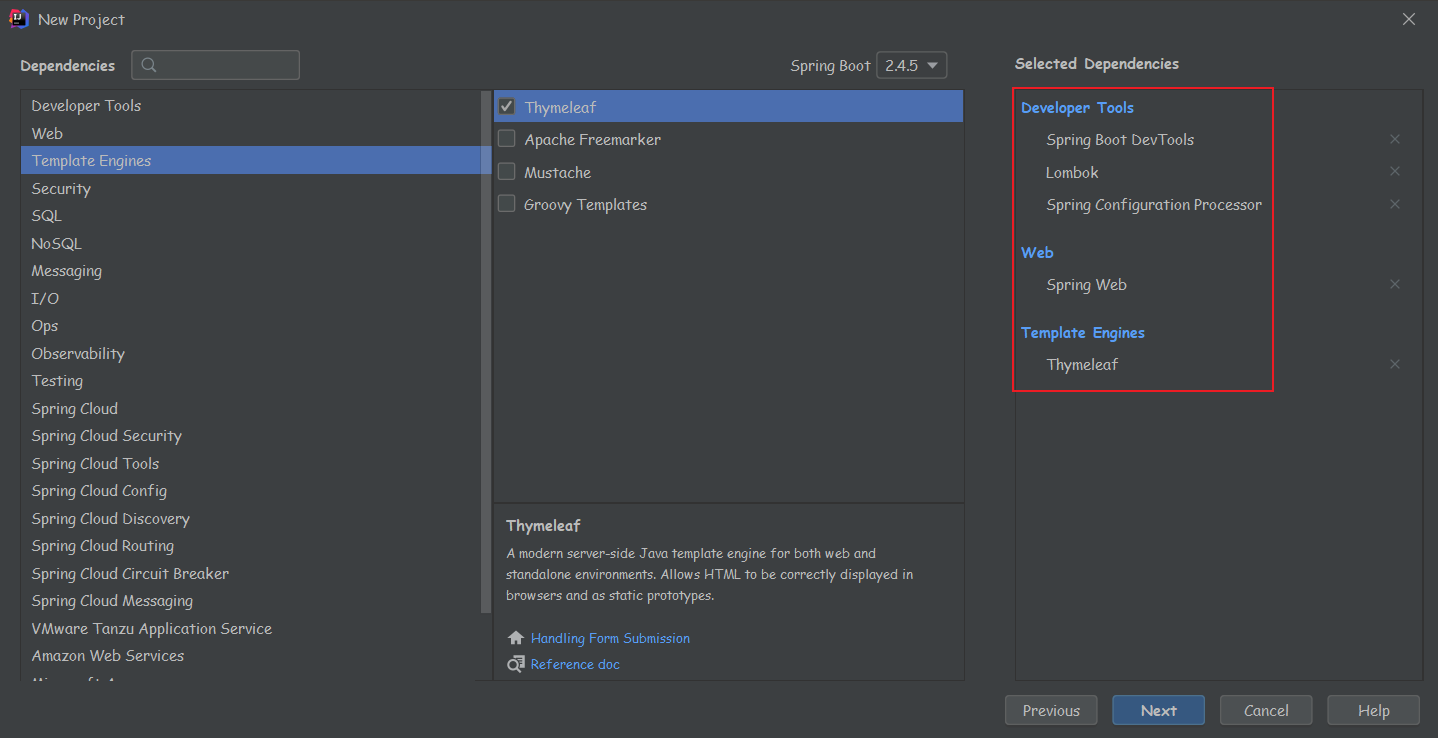 New Project
Dependencies
Spring Boot 2.4.5
Selected Dependencies
Developer Tools
Web
Template Engines
Security
SQL
NoSQL
Messaging
I/O
Ops
Observability
Testing
Spring Cloud
Spring Cloud Security
Spring Cloud Tools
Spring Cloud Config
Spring Cloud Discovery
Spring Cloud Routing
Spring Cloud Circuit Breaker
Spring Cloud Messaging
VMware Tanzu Application Service
Amazon Web Services
Thymeleaf
Apache Freemarker
Mustache
Groovy Templates
Thymeleaf
A modern server-side Java template engine for both web and
standalone environments. Allows HTML to be correctly displayed in
browsers and as static prototypes.
Handling Form Submission
Reference doc
Developer Tools
Spring Boot DevTools
Lombok
Spring Configuration Processor
Web
Spring Web
Template Engines
Thymeleaf
Previous
Next
Cancel
Help